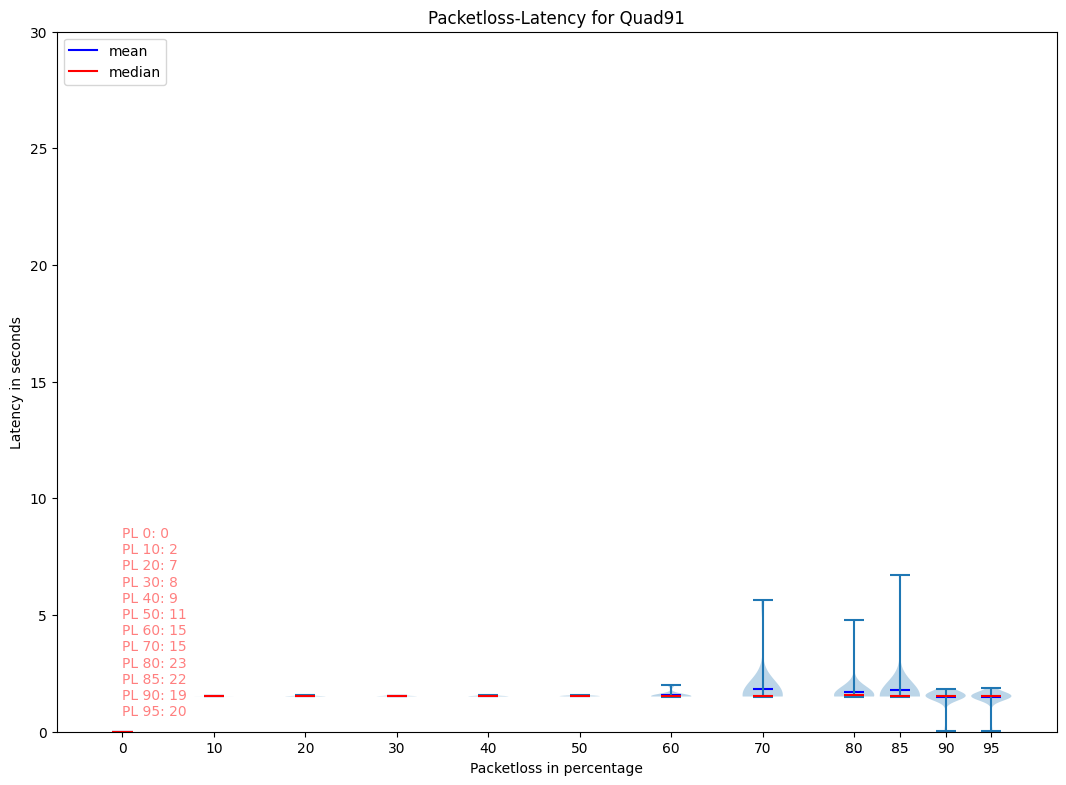 Packetloss-Latency for Quad91
mean
median
30
25
20
15
10
5
0
Latency in seconds
PL 0: 0
PL 10: 2
PL 20: 7
PL 30: 8
PL 40: 9
PL 50: 11
PL 60: 15
PL 70: 15
PL 80: 23
PL 85: 22
PL 90: 19
PL 95: 20
0 10 20 30 40 50 60 70 80 85 90 95
Packetloss in percentage